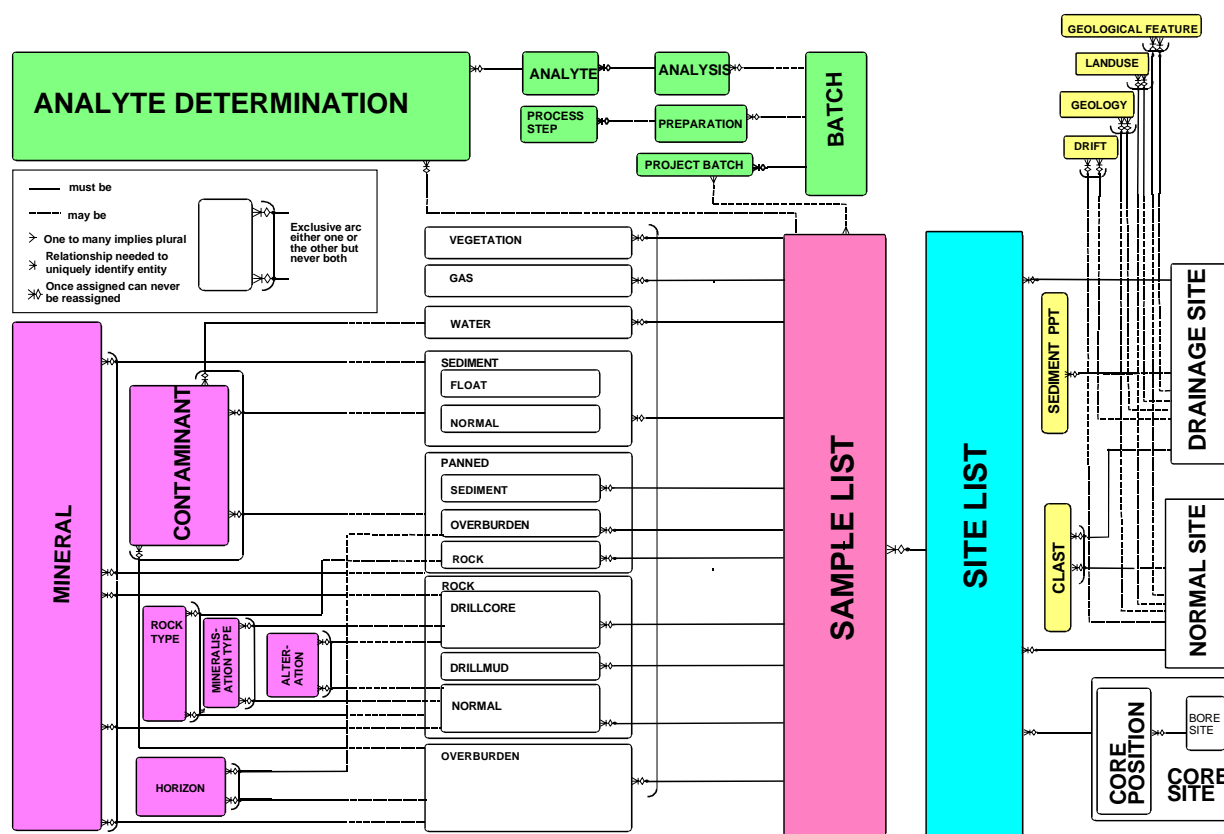 GEOLOGICAL FEATURE
LANDUSE
GEOLOGY
DRIFT
ANALYTE DETERMINATION
ANALYTE
ANALYSIS
PROCESS
STEP
PREPARATION
PROJECT BATCH
BATCH
must be
may be
One to many implies plural
Relationship needed to
uniquely identify entity
Once assigned can never
be reassigned
Exclusive arc
either one or
the other but
never both
VEGETATION
GAS
WATER
SEDIMENT
FLOAT
NORMAL
PANNED
SEDIMENT
OVERBURDEN
ROCK
ROCK
DRILLCORE
DRILLMUD
NORMAL
OVERBURDEN
MINERAL
CONTAMINANT
ROCK
TYPE
MINERALIS-
ATION TYPE
ALTER-
ATION
HORIZON
SAMPLE LIST
SITE LIST
SEDIMENT PPT
CLAST
DRAINAGE SITE
NORMAL SITE
CORE
POSITION
BORE
SITE
CORE
SITE